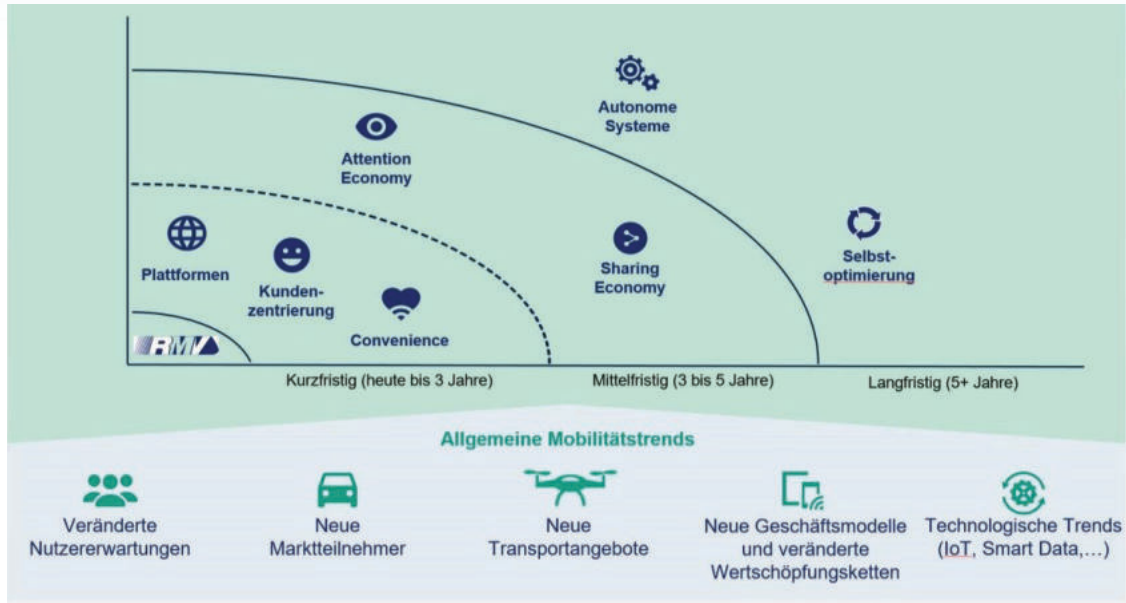 Autonome
Systeme
Attention
Economy
Plattformen
Kunden-
zentrierung
Convenience
Sharing
Economy
Selbst-
optimierung
RMV
Kurzfristig (heute bis 3 Jahre)
Mittelfristig (3 bis 5 Jahre)
Langfristig (5+ Jahre)
Allgemeine Mobilitätstrends
Veränderte
Nutzererwartungen
Neue
Marktteilnehmer
Neue
Transportangebote
Neue Geschäftsmodelle
und veränderte
Wertschöpfungsketten
Technologische Trends
(IoT, Smart Data,...)